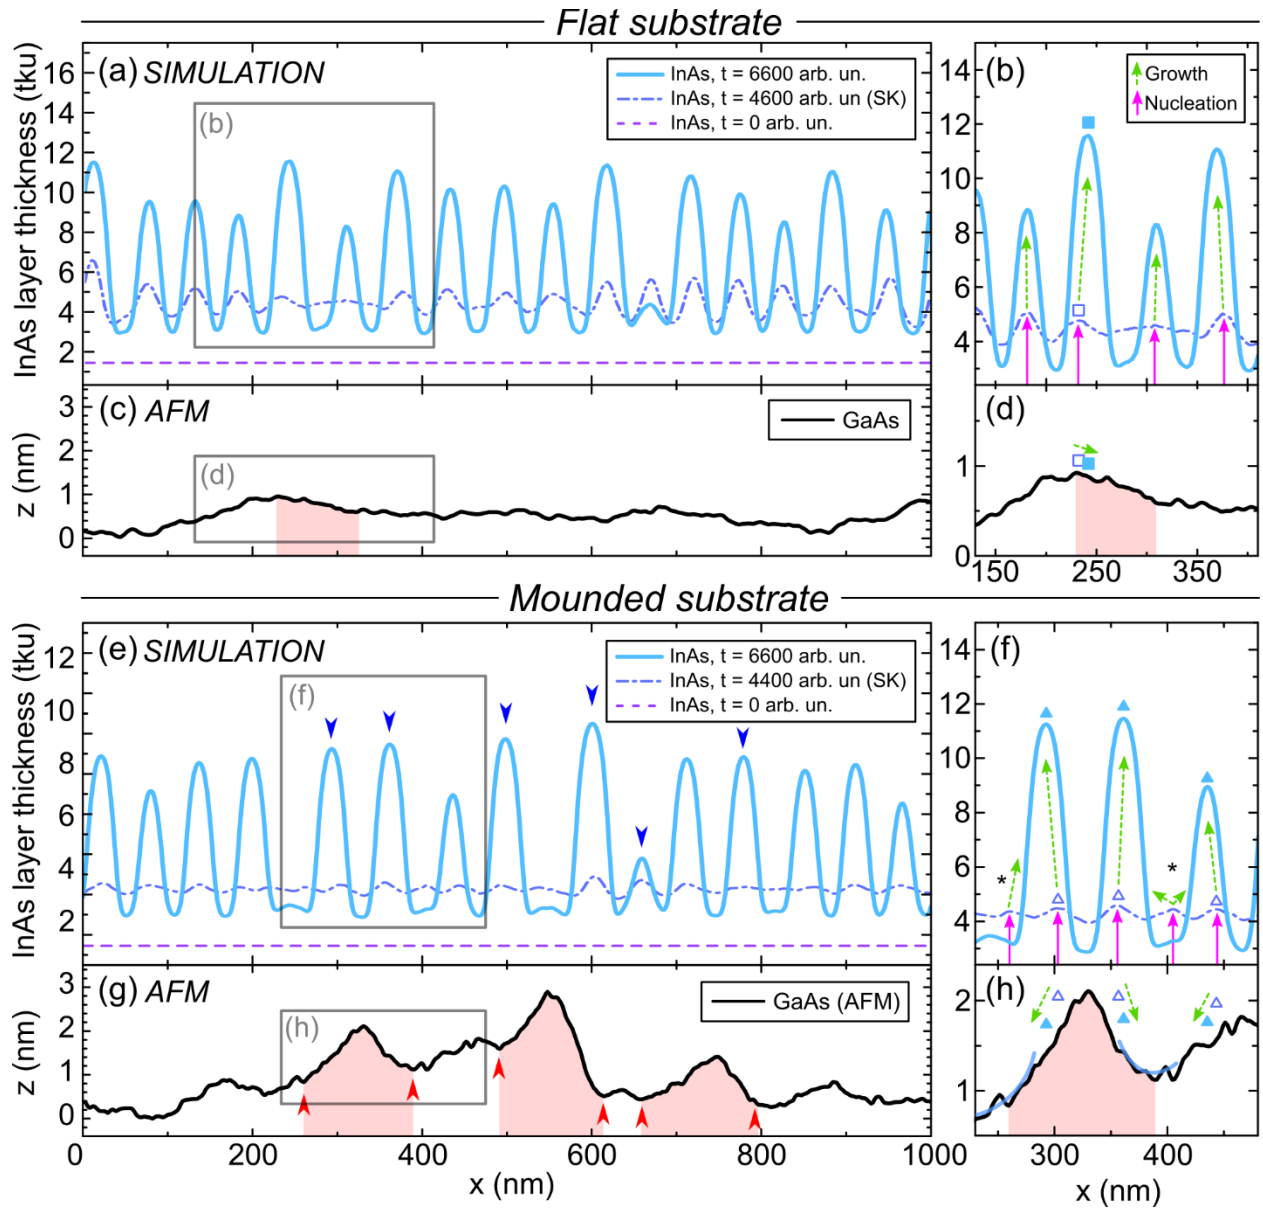 Flat substrate
(a) SIMULATION
InAs, t = 6600 arb. un.
InAs, t = 4600 arb. un (SK)
InAs, t = 0 arb. un.
(b)
InAs layer thickness (tku)
16
14
12
10
8
6
4
2
(b)
Growth
Nucleation
14
12
10
8
6
4
(c) AFM
GaAs
(d)
z (nm)
3
2
1
0
(d)
1
0
150
250
350
Mounded substrate
(e) SIMULATION
InAs, t = 6600 arb. un.
InAs, t = 4400 arb. un (SK)
InAs, t = 0 arb. un.
(f)
InAs layer thickness (tku)
12
10
8
6
4
2
(f)
14
12
10
8
6
4
*
*
(g) AFM
GaAs (AFM)
(h)
z (nm)
3
2
1
0
0
200
400
600
800
1000
x (nm)
(h)
2
1
300
400
x (nm)